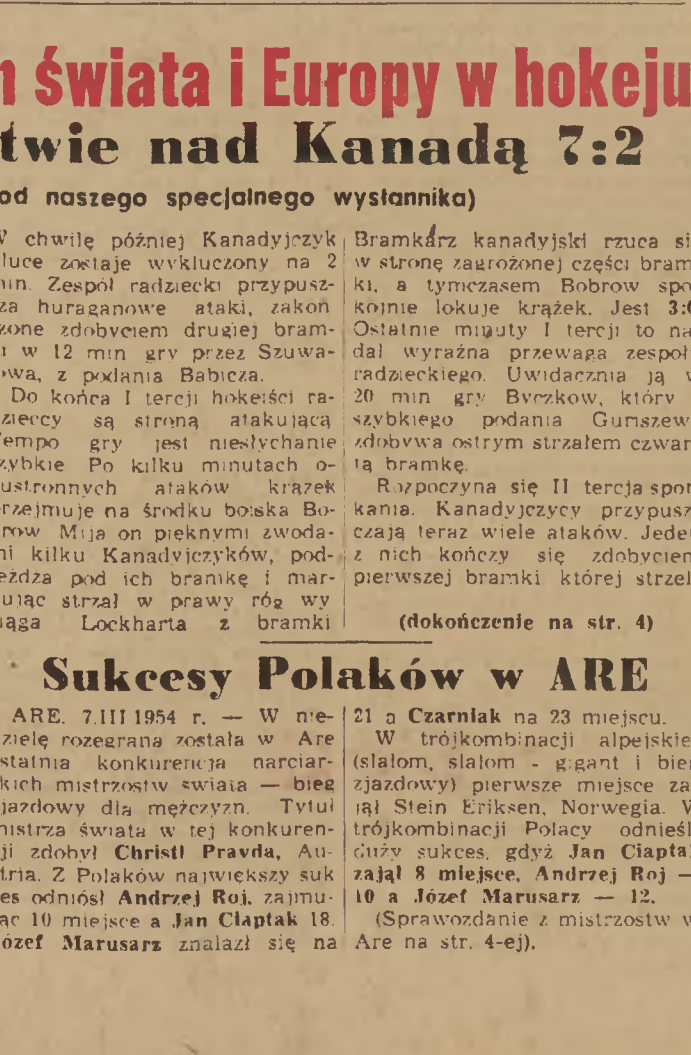 świata i Europy w hokeju
twie nad Kanadą 7:2
od naszego specjalnego wysłannika)
W chwilę później Kanadyjczyk
luce zostaje wykluczony na 2
min. Zespół radziecki przypusz-
za huraganowe ataki, zakoń
zone zdobyciem drugiej bram-
i w 12 min gry przez Szuwa-
owa, z podania Babicza.
Do końca I tercji hokeiści ra-
zieccy są stroną atakującą
Tempo gry jest niesłychanie
zybkie Po kilku minutach o-
ustronnych ataków krążek
rzejmuje na środku boiska Bo-
row Mija on pięknymi zwoda-
ni kilku Kanadyjczyków, pod-
eżdża pod ich bramkę i mar-
ując strzał w prawy róg wy
iąga Lockharta z bramki
Bramkarz kanadyjski rzuca si
w stronę zagrożonej części bram
ki, a tymczasem Bobrow spo
kojnie lokuje krążek. Jest 3:0
Ostatnie minuty I tercji to na
dal wyraźna przewaga zespoł
radzieckiego. Uwidacznia ją w
20 min gry Byczkow, który
szybkiego podania Guriszew
zdobywa ostrym strzałem czwar
tą bramkę.
Rozpoczyna się II tercja spot
kania. Kanadyjczycy przypusz
czają teraz wiele ataków. Jeden
z nich kończy się zdobyciem
pierwszej bramki której strzel
(dokończenie na str. 4)
Sukcesy Polaków w ARE
ARE. 7.III 1954 r. — W nie-
zielę rozegrana została w Are
statnia konkurencja narciar-
kich mistrzostw świata — bieg
jazdowy dla mężczyzn. Tytuł
mistrza świata w tej konkuren-
ji zdobył Christl Pravda, Au-
tria. Z Polaków największy suk
es odniósł Andrzej Roj, zajmu-
ąc 10 miejsce a Jan Ciaptak 18.
ózef Marusarz znalazł się na
21 a Czarniak na 23 miejscu.
W trójkombinacji alpejskie
(slalom, slalom - gigant i bieg
zjazdowy) pierwsze miejsce za
jął Stein Eriksen, Norwegia. W
trójkombinacji Polacy odnieśl
duży sukces, gdyż Jan Ciaptak
zajął 8 miejsce, Andrzej Roj —
10 a Józef Marusarz — 12.
(Sprawozdanie z mistrzostw w
Are na str. 4-ej).